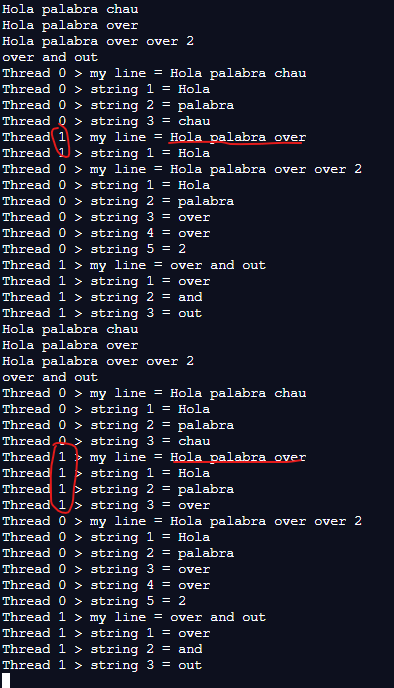 Hola palabra chau
Hola palabra over
Hola palabra over over 2
over and out
Thread 0 > my line = Hola palabra chau
Thread 0 > string 1 = Hola
Thread 0 > string 2 = palabra
Thread 0 > string 3 = chau
Thread 1 > my line = Hola palabra over
Thread 1 > string 1 = Hola
Thread 0 > my line = Hola palabra over over 2
Thread 0 > string 1 = Hola
Thread 0 > string 2 = palabra
Thread 0 > string 3 = over
Thread 0 > string 4 = over
Thread 0 > string 5 = 2
Thread 1 > my line = over and out
Thread 1 > string 1 = over
Thread 1 > string 2 = and
Thread 1 > string 3 = out
Hola palabra chau
Hola palabra over
Hola palabra over over 2
over and out
Thread 0 > my line = Hola palabra chau
Thread 0 > string 1 = Hola
Thread 0 > string 2 = palabra
Thread 0 > string 3 = chau
Thread 1 > my line = Hola palabra over
Thread 1 > string 1 = Hola
Thread 1 > string 2 = palabra
Thread 1 > string 3 = over
Thread 0 > my line = Hola palabra over over 2
Thread 0 > string 1 = Hola
Thread 0 > string 2 = palabra
Thread 0 > string 3 = over
Thread 0 > string 4 = over
Thread 0 > string 5 = 2
Thread 1 > my line = over and out
Thread 1 > string 1 = over
Thread 1 > string 2 = and
Thread 1 > string 3 = out